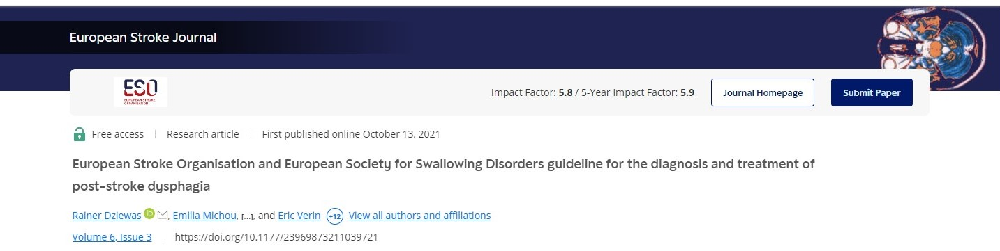 European Stroke Journal
ESO
EUROPEAN STROKE
ORGANISATION
Impact Factor: 5.8 / 5-Year Impact Factor: 5.9
Journal Homepage
Submit Paper
Free access
Research article
First published online October 13, 2021
European Stroke Organisation and European Society for Swallowing Disorders guideline for the diagnosis and treatment of
post-stroke dysphagia
Rainer Dziewas iD, Emilia Michou, [...], and Eric Verin +12 View all authors and affiliations
Volume 6, Issue 3
https://doi.org/10.1177/23969873211039721